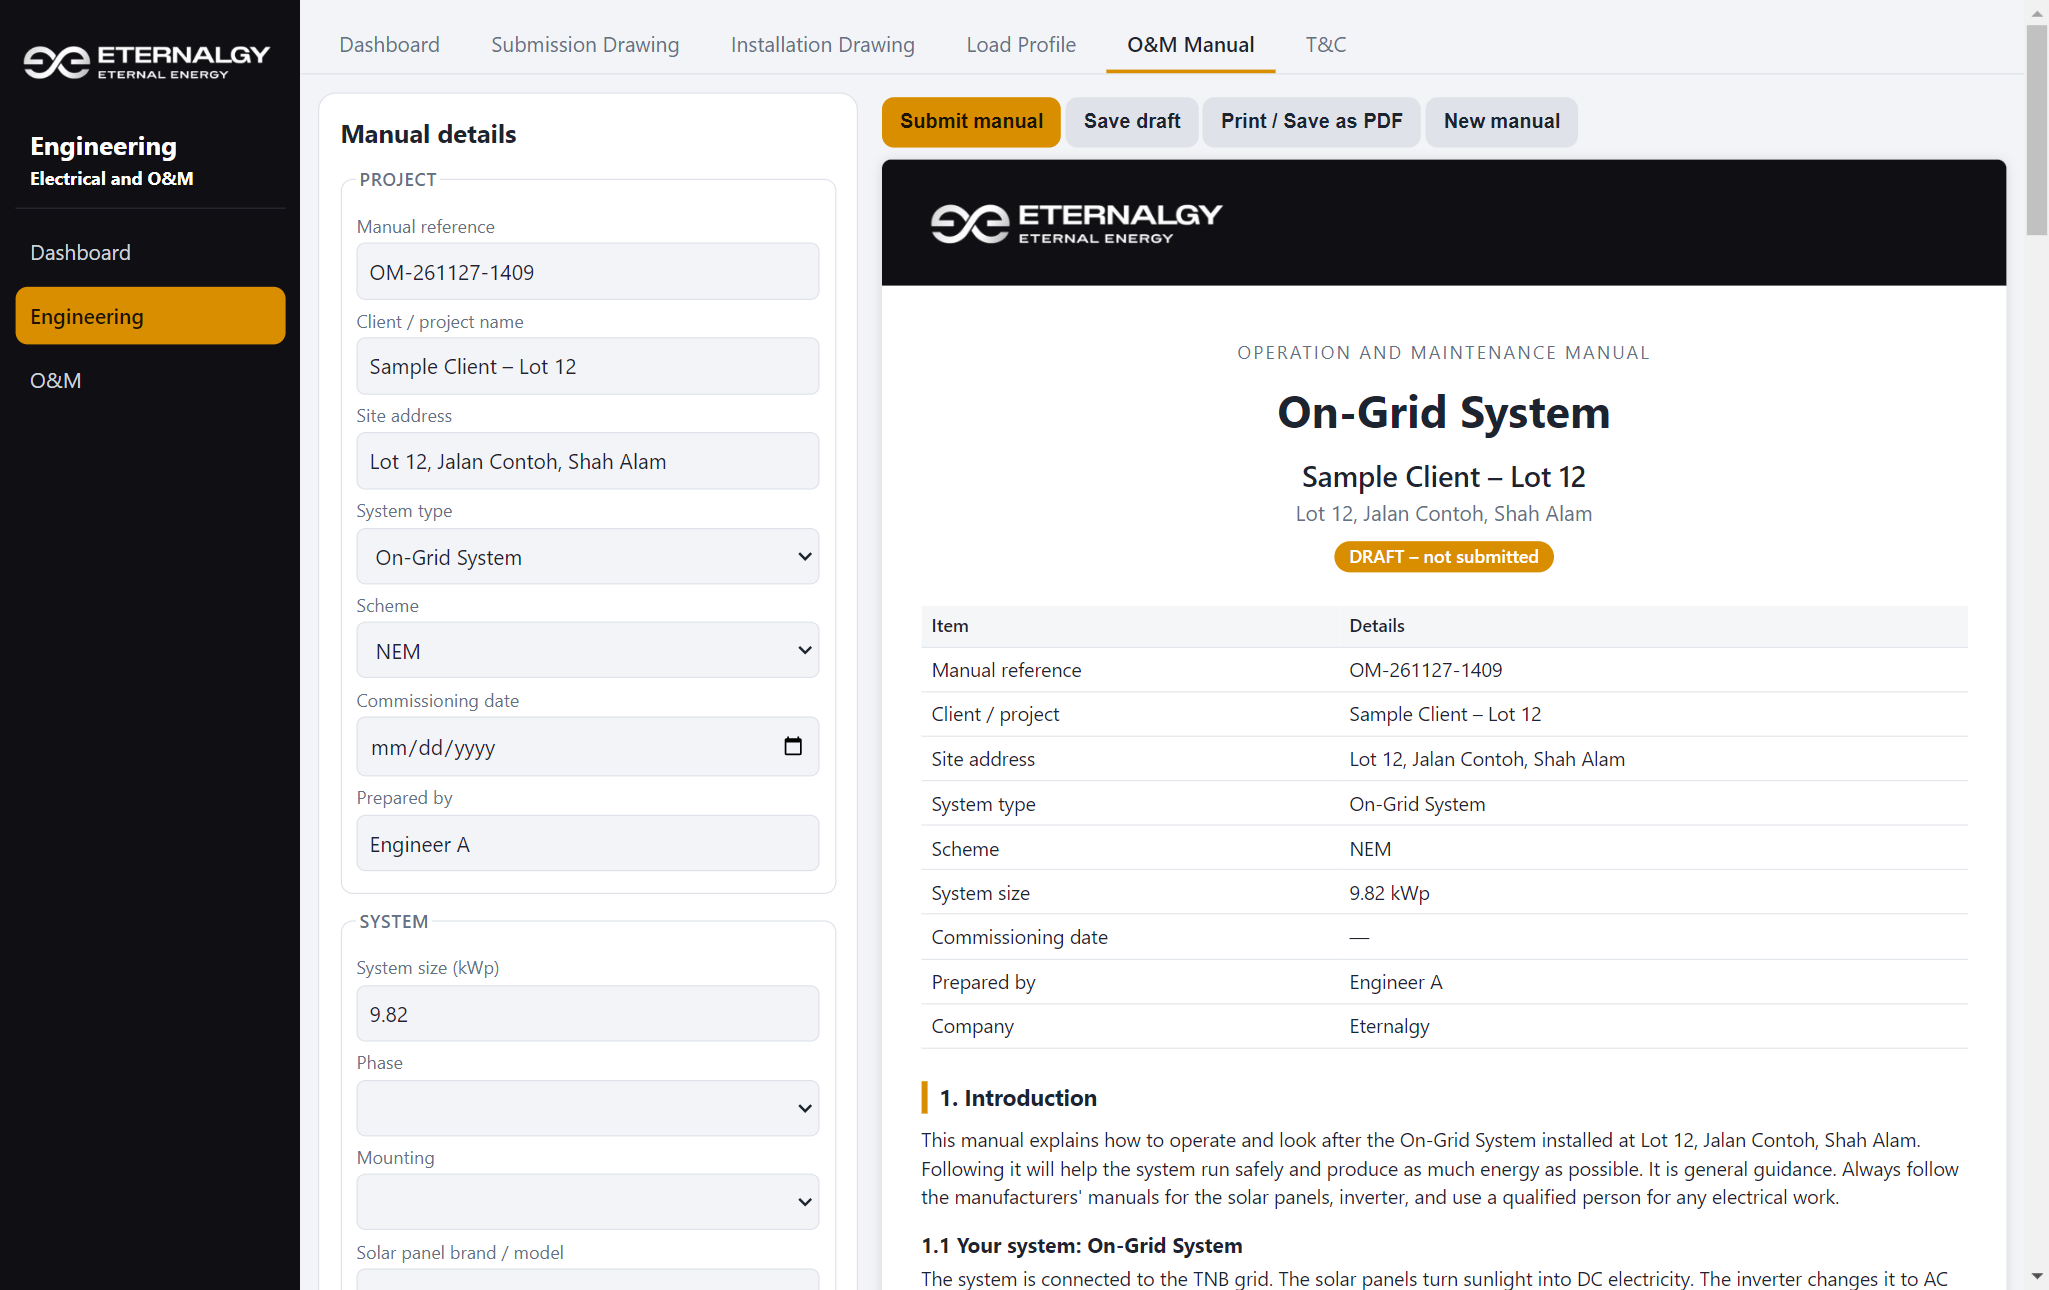 ETERNALGY
ETERNAL ENERGY
Engineering
Electrical and O&M
Dashboard
Engineering
O&M
Dashboard
Submission Drawing
Installation Drawing
Load Profile
O&M Manual
T&C
Manual details
PROJECT
Manual reference
OM-261127-1409
Client / project name
Sample Client – Lot 12
Site address
Lot 12, Jalan Contoh, Shah Alam
System type
On-Grid System
Scheme
NEM
Commissioning date
mm/dd/yyyy
Prepared by
Engineer A
SYSTEM
System size (kWp)
9.82
Phase
Mounting
Solar panel brand / model
Submit manual
Save draft
Print / Save as PDF
New manual
ETERNALGY
ETERNAL ENERGY
OPERATION AND MAINTENANCE MANUAL
On-Grid System
Sample Client – Lot 12
Lot 12, Jalan Contoh, Shah Alam
DRAFT – not submitted
Item Details
Manual reference OM-261127-1409
Client / project Sample Client – Lot 12
Site address Lot 12, Jalan Contoh, Shah Alam
System type On-Grid System
Scheme NEM
System size 9.82 kWp
Commissioning date —
Prepared by Engineer A
Company Eternalgy
1. Introduction
This manual explains how to operate and look after the On-Grid System installed at Lot 12, Jalan Contoh, Shah Alam.
Following it will help the system run safely and produce as much energy as possible. It is general guidance. Always follow
the manufacturers' manuals for the solar panels, inverter, and use a qualified person for any electrical work.
1.1 Your system: On-Grid System
The system is connected to the TNB grid. The solar panels turn sunlight into DC electricity. The inverter changes it to AC